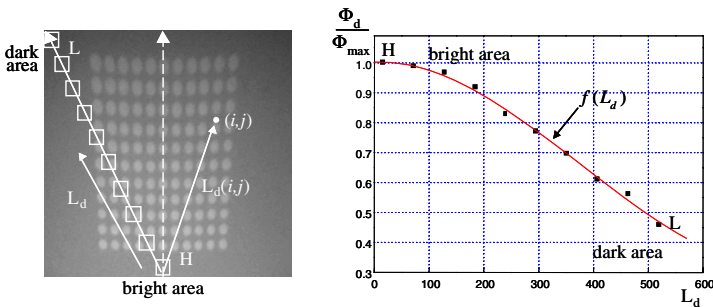 dark
area
L
(i,j)
L_d
L_d(i,j)
H
bright area
Φ_d
Φ_max
H
bright area
f(L_d)
L
dark area
1.0
0.9
0.8
0.7
0.6
0.5
0.4
0.3
0 100 200 300 400 500 600
L_d